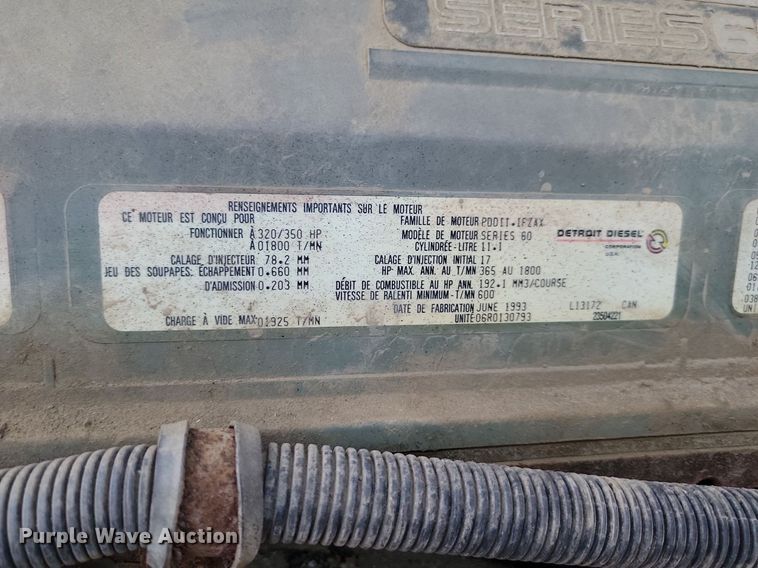 SERIES 6
RENSEIGNEMENTS IMPORTANTS SUR LE MOTEUR
CE MOTEUR EST CONÇU POUR
FONCTIONNER À 320/350 HP
À 01800 T/MN
CALAGE D'INJECTEUR 78.2 MM
JEU DES SOUPAPES: ÉCHAPPEMENT 0.660 MM
D'ADMISSION 0.203 MM
CHARGE À VIDE MAX 01925 T/MN
FAMILLE DE MOTEUR PDD11.1FZAX
MODÈLE DE MOTEUR SERIES 60
CYLINDRÉE-LITRE 11.1
CALAGE D'INJECTION INITIAL 17
HP MAX. ANN. AU T/MN 365 AU 1800
DÉBIT DE COMBUSTIBLE AU HP ANN. 192.1 MM3/COURSE
VITESSE DE RALENTI MINIMUM-T/MN 600
DATE DE FABRICATION JUNE 1993
UNITÉ 06R0130793
DETROIT DIESEL
CORPORATION
L13172 CAN
23504221
Purple Wave Auction